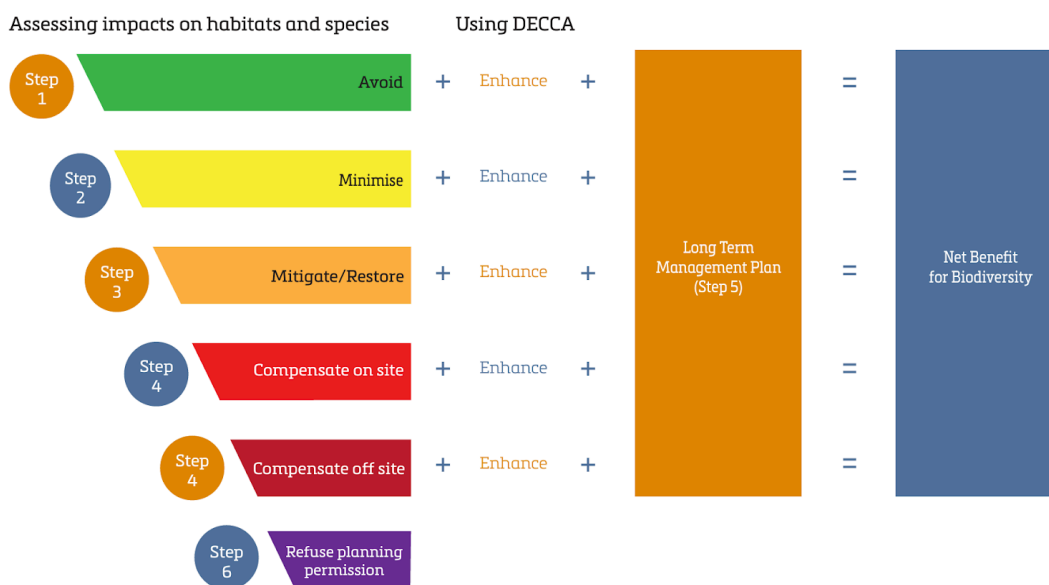 Assessing impacts on habitats and species
Using DECCA
Step
1
Avoid
+
Enhance
+
=
Step
2
Minimise
+
Enhance
+
=
Step
3
Mitigate/Restore
+
Enhance
+
Long Term
Management Plan
(Step 5)
=
Net Benefit
for Biodiversity
Step
4
Compensate on site
+
Enhance
+
=
Step
4
Compensate off site
+
Enhance
+
=
Step
6
Refuse planning
permission